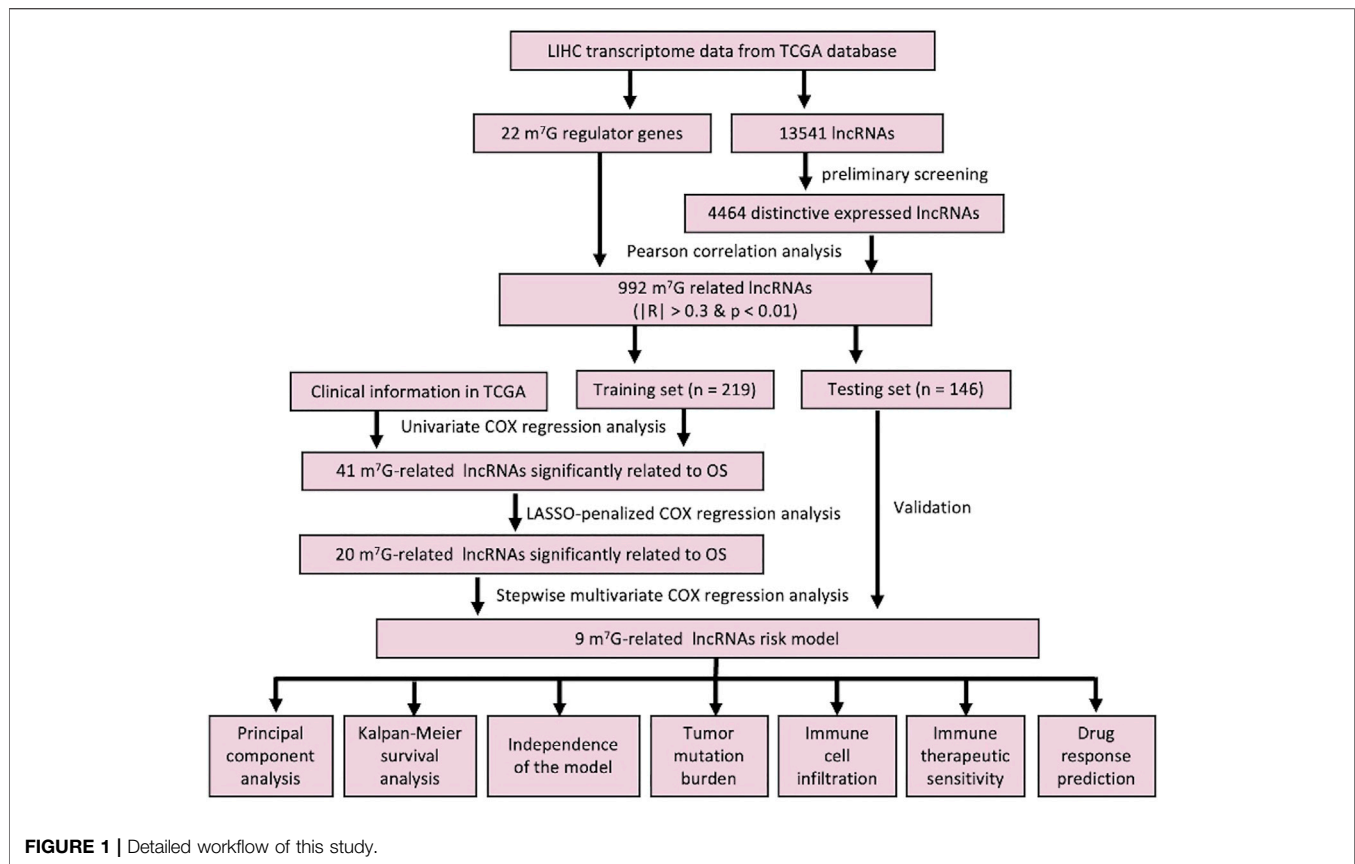 LIHC transcriptome data from TCGA database
22 m⁷G regulator genes
13541 lncRNAs
preliminary screening
4464 distinctive expressed lncRNAs
Pearson correlation analysis
992 m⁷G related lncRNAs
(|R| > 0.3 & p < 0.01)
Clinical information in TCGA
Training set (n = 219)
Testing set (n = 146)
Univariate COX regression analysis
41 m⁷G-related lncRNAs significantly related to OS
LASSO-penalized COX regression analysis
Validation
20 m⁷G-related lncRNAs significantly related to OS
Stepwise multivariate COX regression analysis
9 m⁷G-related lncRNAs risk model
Principal
component
analysis
Kalpan-Meier
survival
analysis
Independence
of the model
Tumor
mutation
burden
Immune
cell
infiltration
Immune
therapeutic
sensitivity
Drug
response
prediction
FIGURE 1 | Detailed workflow of this study.